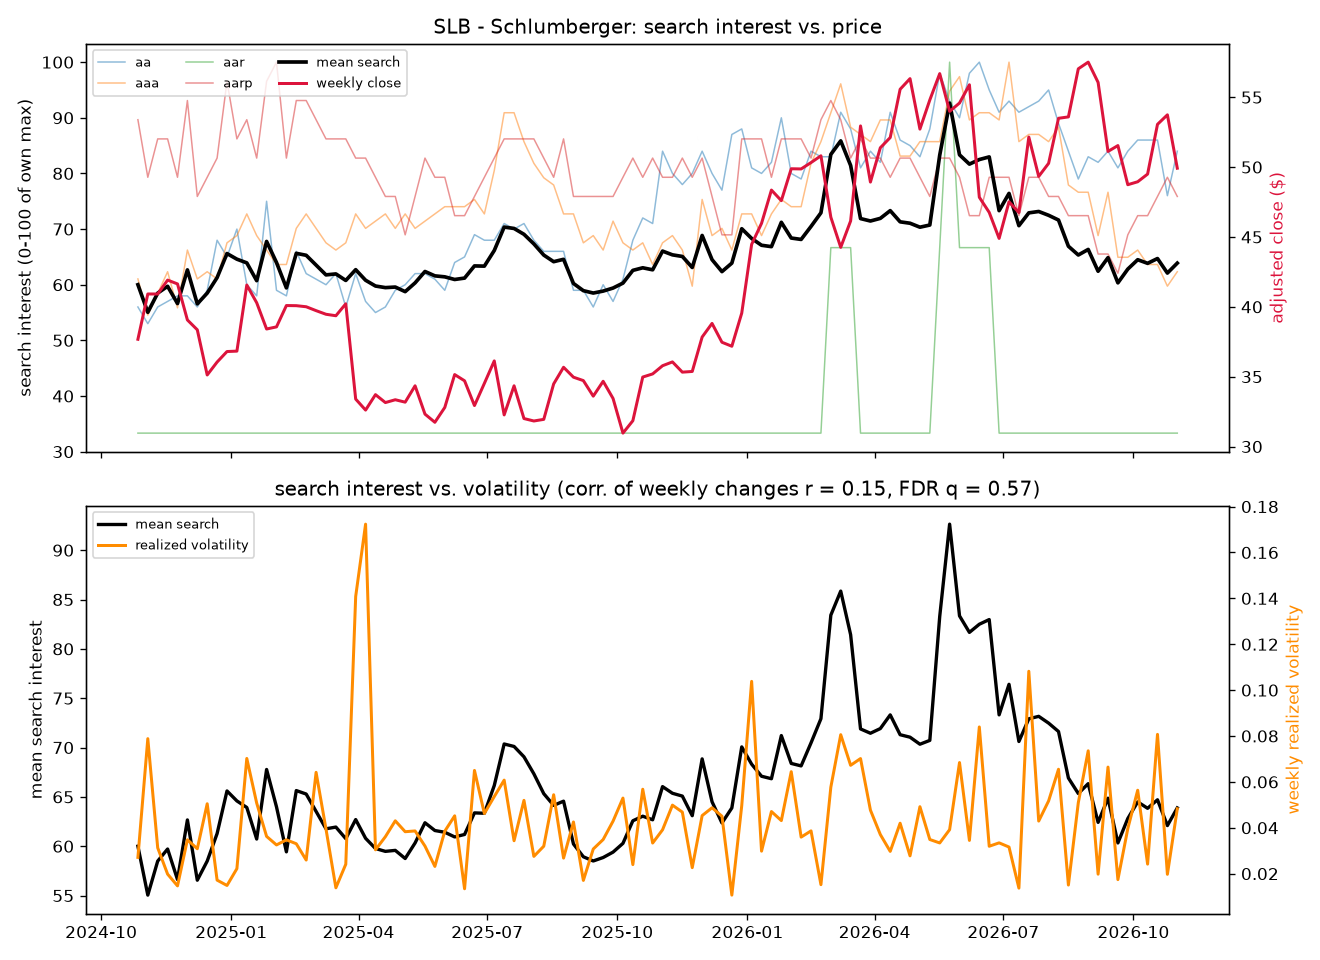 SLB - Schlumberger: search interest vs. price
aa
aaa
aar
aarp
mean search
weekly close
100
90
80
70
60
50
40
30
search interest (0-100 of own max)
55
50
45
40
35
30
adjusted close ($)
search interest vs. volatility (corr. of weekly changes r = 0.15, FDR q = 0.57)
mean search
realized volatility
90
85
80
75
70
65
60
55
mean search interest
0.18
0.16
0.14
0.12
0.10
0.08
0.06
0.04
0.02
weekly realized volatility
2024-10 2025-01 2025-04 2025-07 2025-10 2026-01 2026-04 2026-07 2026-10